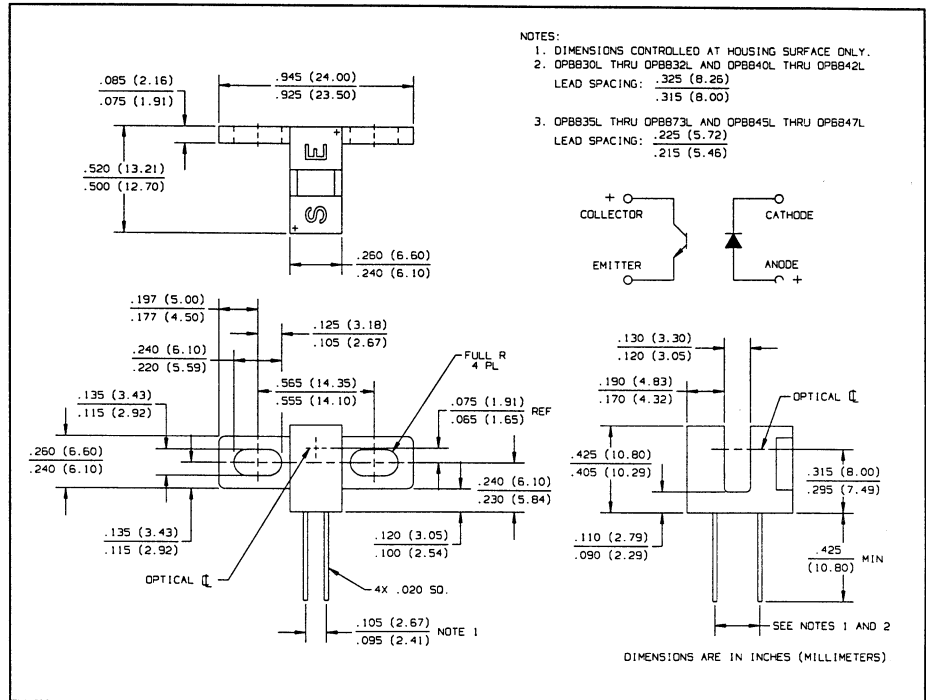 NOTES:
1. DIMENSIONS CONTROLLED AT HOUSING SURFACE ONLY.
2. OPB830L THRU OPB832L AND OPB840L THRU OPB842L
LEAD SPACING: .325 (8.26)
.315 (8.00)
3. OPB835L THRU OPB873L AND OPB845L THRU OPB847L
LEAD SPACING: .225 (5.72)
.215 (5.46)
.085 (2.16)
.075 (1.91)
.945 (24.00)
.925 (23.50)
.520 (13.21)
.500 (12.70)
+
E
S
+
.260 (6.60)
.240 (6.10)
+
COLLECTOR
CATHODE
EMITTER
ANODE
+
.197 (5.00)
.177 (4.50)
.125 (3.18)
.105 (2.67)
.240 (6.10)
.220 (5.59)
.565 (14.35)
.555 (14.10)
FULL R
4 PL
.135 (3.43)
.115 (2.92)
.075 (1.91)
.065 (1.65) REF
.260 (6.60)
.240 (6.10)
.240 (6.10)
.230 (5.84)
.135 (3.43)
.115 (2.92)
.120 (3.05)
.100 (2.54)
OPTICAL ℄
4X .020 SQ.
.105 (2.67)
.095 (2.41) NOTE 1
.130 (3.30)
.120 (3.05)
.190 (4.83)
.170 (4.32)
OPTICAL ℄
.425 (10.80)
.405 (10.29)
.315 (8.00)
.295 (7.49)
.110 (2.79)
.090 (2.29)
.425
(10.80) MIN
SEE NOTES 1 AND 2
DIMENSIONS ARE IN INCHES (MILLIMETERS)